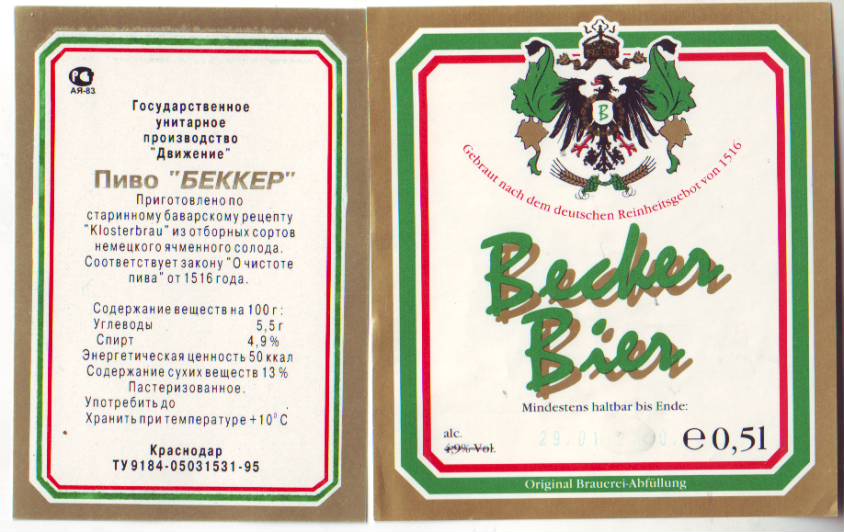 АЯ-83
Государственное
унитарное
производство
"Движение"
Пиво "БЕККЕР"
Приготовлено по
старинному баварскому рецепту
"Klosterbrau" из отборных сортов
немецкого ячменного солода.
Соответствует закону "О чистоте
пива" от 1516 года.
Содержание веществ на 100 г:
Углеводы 5,5 г
Спирт 4,9%
Энергетическая ценность 50 ккал
Содержание сухих веществ 13%
Пастеризованное.
Употребить до
Хранить при температуре +10°С
Краснодар
ТУ9184-05031531-95
B
Gebraut nach dem deutschen Reinheitsgebot von 1516
Becker
Bier
Mindestens haltbar bis Ende:
alc.
4,9% Vol.
e 0,5l
Original Brauerei-Abfüllung